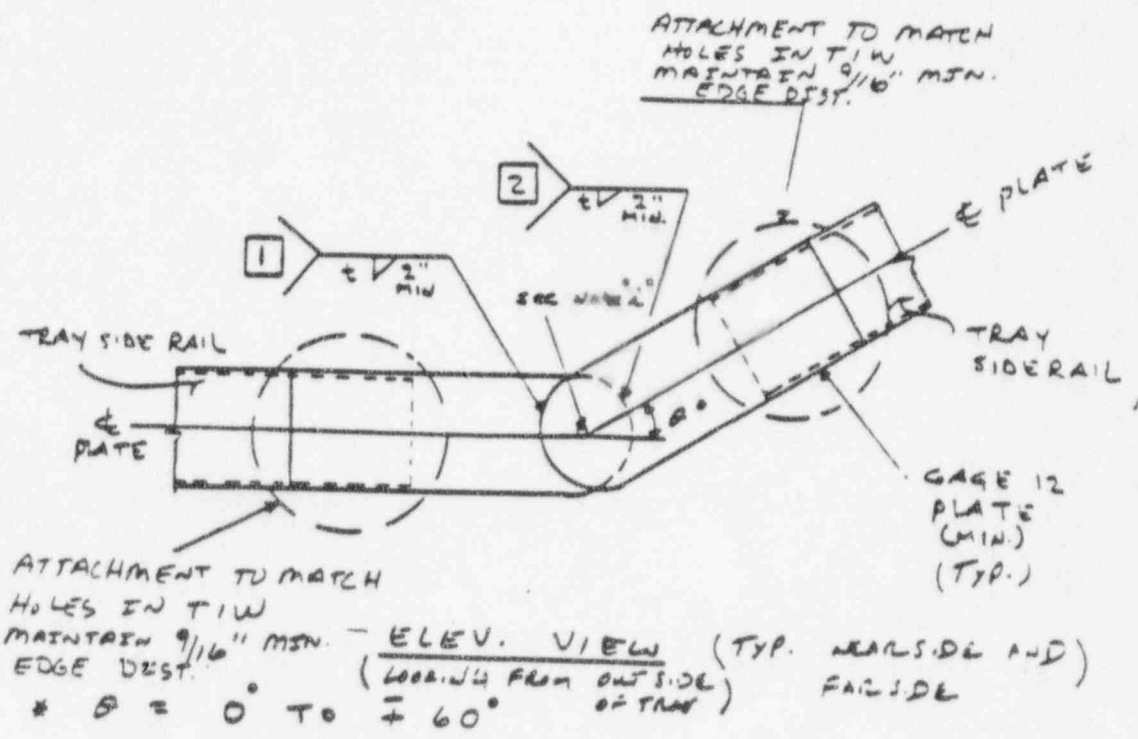 ATTACHMENT TO MATCH
HOLES IN T1W
MAINTAIN 9/16" MIN.
EDGE DIST.
2
t 2"
MIN.
1
t 2"
MIN
SEE
℄ PLATE
TRAY SIDE RAIL
TRAY
SIDERAIL
℄
PLATE
θ°
GAGE 12
PLATE
(MIN.)
(TYP.)
ATTACHMENT TO MATCH
HOLES IN T1W
MAINTAIN 9/16" MIN.
EDGE DIST.
ELEV. VIEW (TYP. NEARSIDE AND)
(LOOKING FROM OUTSIDE FARSIDE
OF TRAY)
* θ = 0° TO ∓ 60°